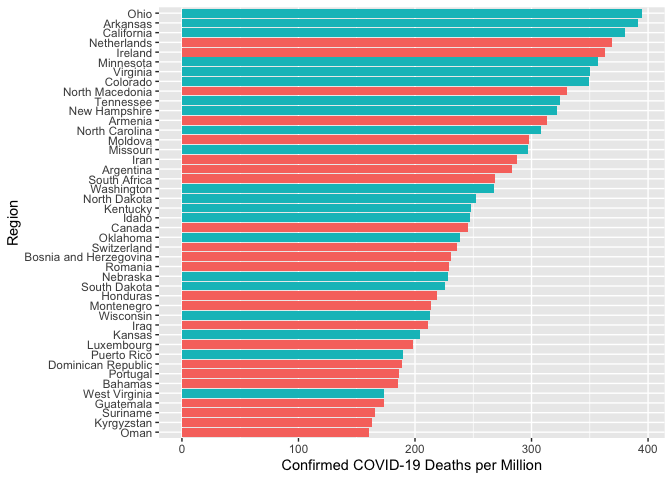 Ohio
Arkansas
California
Netherlands
Ireland
Minnesota
Virginia
Colorado
North Macedonia
Tennessee
New Hampshire
Armenia
North Carolina
Moldova
Missouri
Iran
Argentina
South Africa
Washington
North Dakota
Kentucky
Idaho
Canada
Oklahoma
Switzerland
Bosnia and Herzegovina
Romania
Nebraska
South Dakota
Honduras
Montenegro
Wisconsin
Iraq
Kansas
Luxembourg
Puerto Rico
Dominican Republic
Portugal
Bahamas
West Virginia
Guatemala
Suriname
Kyrgyzstan
Oman
Region
0 100 200 300 400
Confirmed COVID-19 Deaths per Million